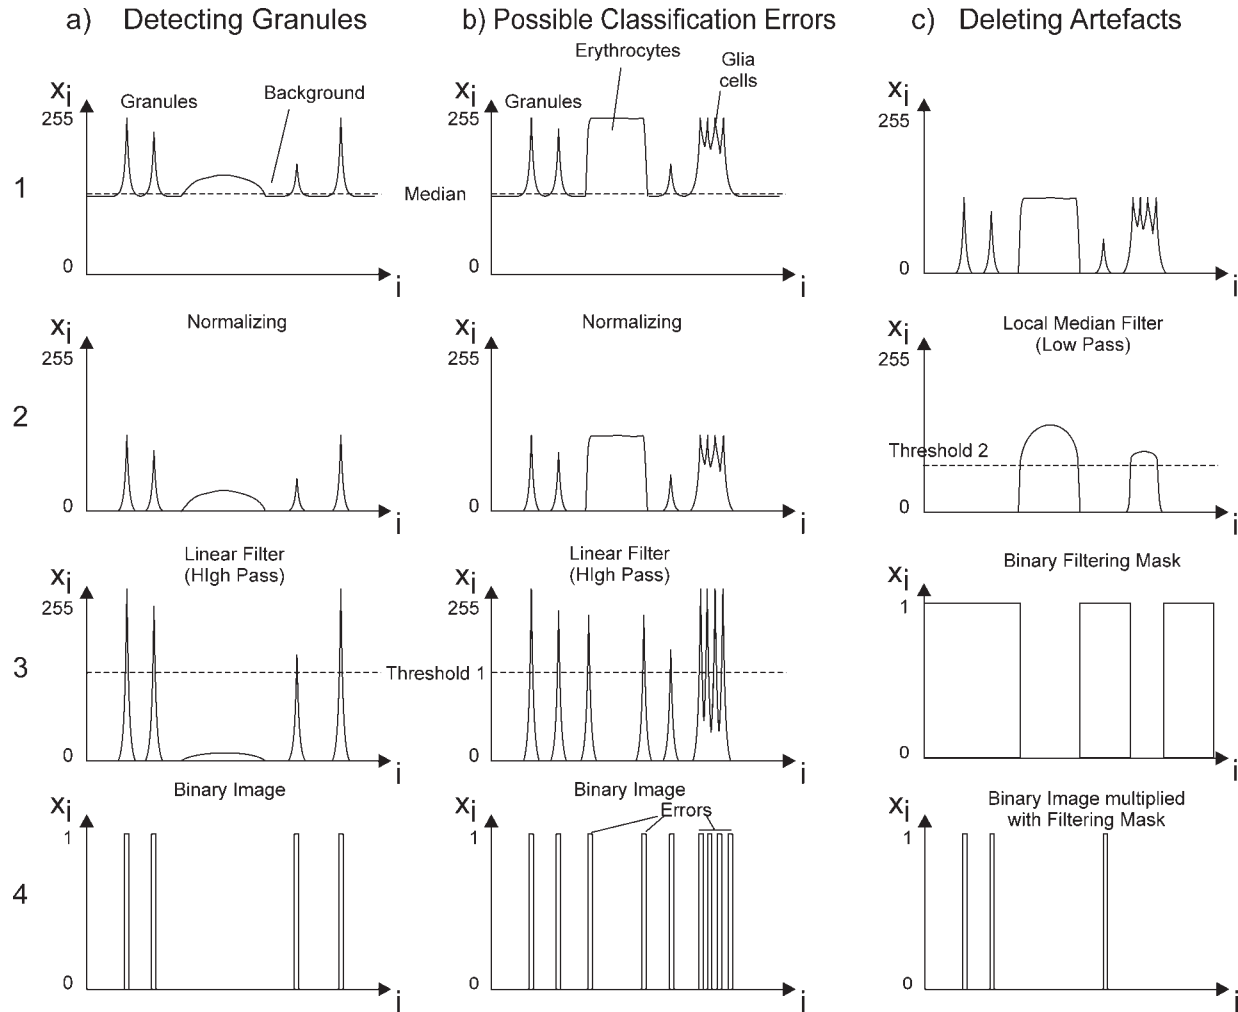 a) Detecting Granules
b) Possible Classification Errors
c) Deleting Artefacts
1
Xi
255
0
i
Granules
Background
Median
Xi
255
0
i
Granules
Erythrocytes
Glia
cells
Xi
255
0
i
2
Normalizing
Xi
255
0
i
Normalizing
Xi
255
0
i
Local Median Filter
(Low Pass)
Xi
255
Threshold 2
0
i
3
Linear Filter
(HIgh Pass)
Xi
255
0
i
Threshold 1
Linear Filter
(HIgh Pass)
Xi
255
0
i
Binary Filtering Mask
Xi
1
0
i
4
Binary Image
Xi
1
0
i
Binary Image
Errors
Xi
1
0
i
Binary Image multiplied
with Filtering Mask
Xi
1
0
i